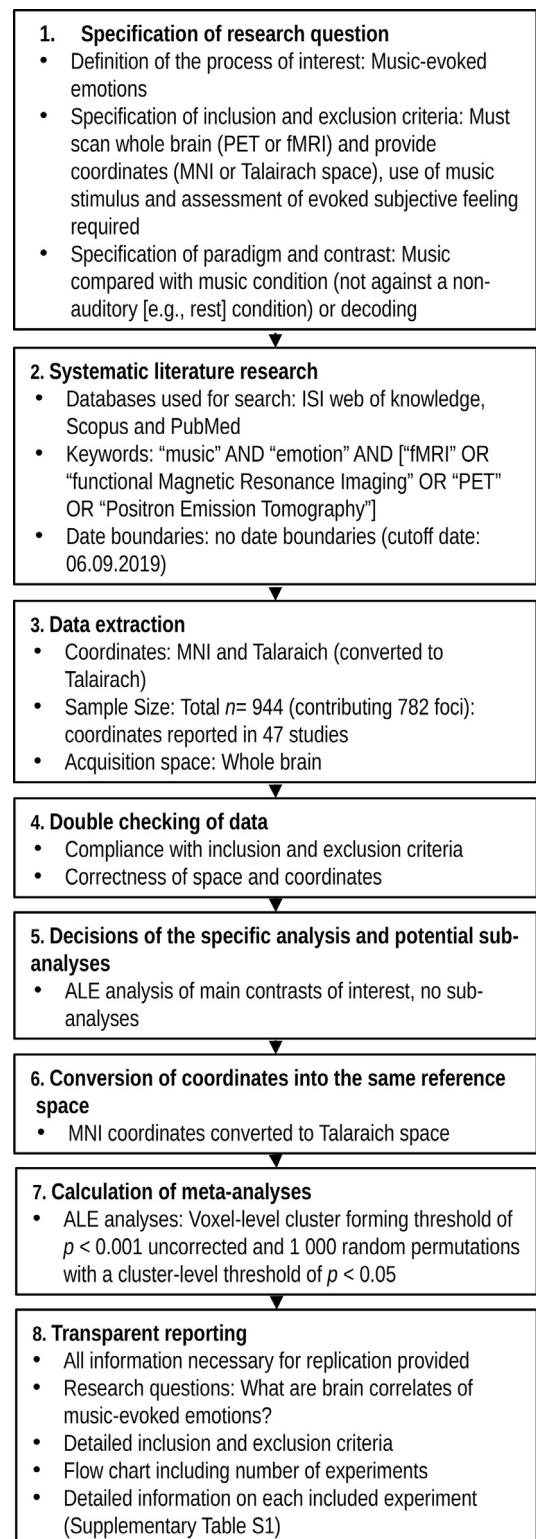 1. Specification of research question
• Definition of the process of interest: Music-evoked
emotions
• Specification of inclusion and exclusion criteria: Must
scan whole brain (PET or fMRI) and provide
coordinates (MNI or Talairach space), use of music
stimulus and assessment of evoked subjective feeling
required
• Specification of paradigm and contrast: Music
compared with music condition (not against a non-
auditory [e.g., rest] condition) or decoding
2. Systematic literature research
• Databases used for search: ISI web of knowledge,
Scopus and PubMed
• Keywords: “music” AND “emotion” AND [“fMRI” OR
“functional Magnetic Resonance Imaging” OR “PET”
OR “Positron Emission Tomography”]
• Date boundaries: no date boundaries (cutoff date:
06.09.2019)
3. Data extraction
• Coordinates: MNI and Talaraich (converted to
Talairach)
• Sample Size: Total n= 944 (contributing 782 foci):
coordinates reported in 47 studies
• Acquisition space: Whole brain
4. Double checking of data
• Compliance with inclusion and exclusion criteria
• Correctness of space and coordinates
5. Decisions of the specific analysis and potential sub-
analyses
• ALE analysis of main contrasts of interest, no sub-
analyses
6. Conversion of coordinates into the same reference
space
• MNI coordinates converted to Talaraich space
7. Calculation of meta-analyses
• ALE analyses: Voxel-level cluster forming threshold of
p < 0.001 uncorrected and 1 000 random permutations
with a cluster-level threshold of p < 0.05
8. Transparent reporting
• All information necessary for replication provided
• Research questions: What are brain correlates of
music-evoked emotions?
• Detailed inclusion and exclusion criteria
• Flow chart including number of experiments
• Detailed information on each included experiment
(Supplementary Table S1)